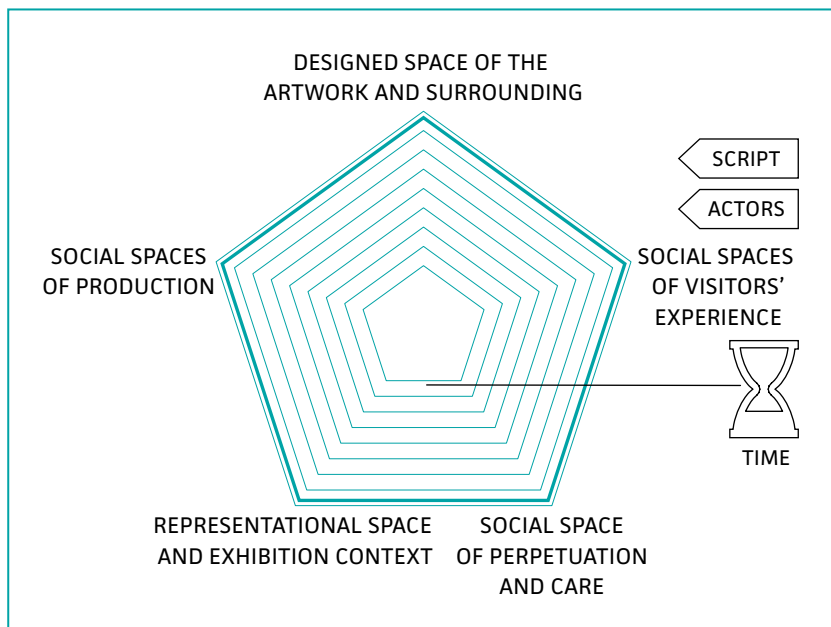 DESIGNED SPACE OF THE
ARTWORK AND SURROUNDING
SCRIPT
ACTORS
SOCIAL SPACES
OF PRODUCTION
SOCIAL SPACES
OF VISITORS’
EXPERIENCE
TIME
REPRESENTATIONAL SPACE
AND EXHIBITION CONTEXT
SOCIAL SPACE
OF PERPETUATION
AND CARE